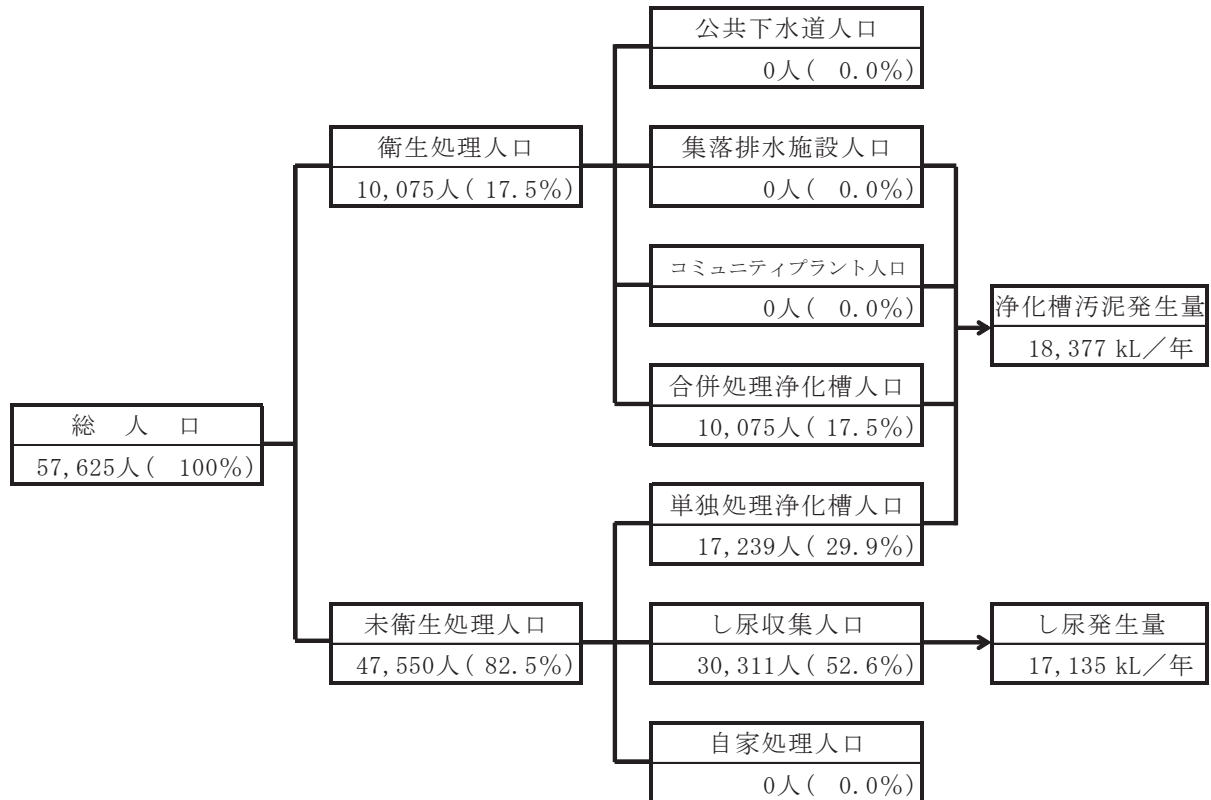 公共下水道人口
0人( 0.0%)
衛生処理人口
10,075人( 17.5%)
集落排水施設人口
0人( 0.0%)
コミュニティプラント人口
0人( 0.0%)
浄化槽汚泥発生量
18,377 kL／年
合併処理浄化槽人口
10,075人( 17.5%)
総 人 口
57,625人( 100%)
単独処理浄化槽人口
17,239人( 29.9%)
未衛生処理人口
47,550人( 82.5%)
し尿収集人口
30,311人( 52.6%)
し尿発生量
17,135 kL／年
自家処理人口
0人( 0.0%)